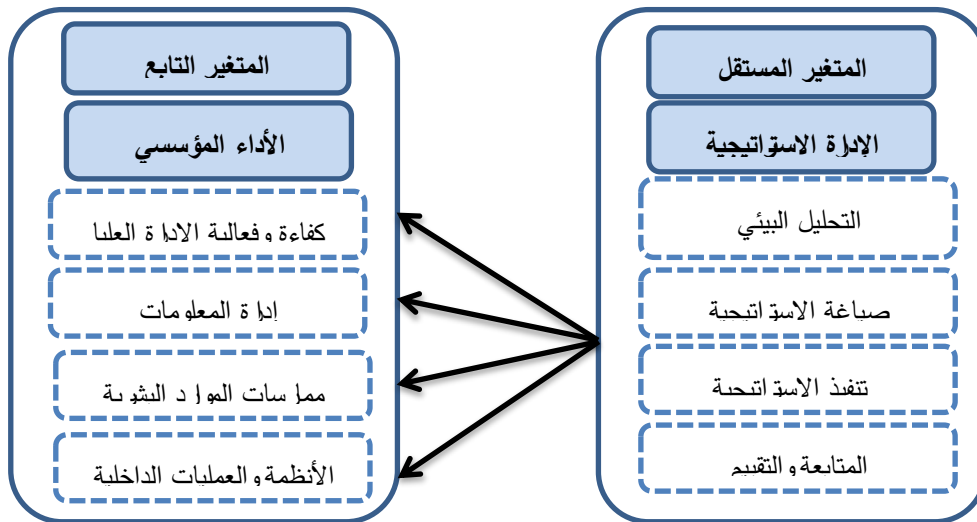 المتغير المستقل
الإدارة الاستراتيجية
التحليل البيئي
صياغة الاستراتيجية
تنفيذ الاستراتيجية
المتابعة والتقييم
المتغير التابع
الأداء المؤسسي
كفاءة وفعالية الإدارة العليا
إدارة المعلومات
ممارسات الموارد البشرية
الأنظمة والعمليات الداخلية